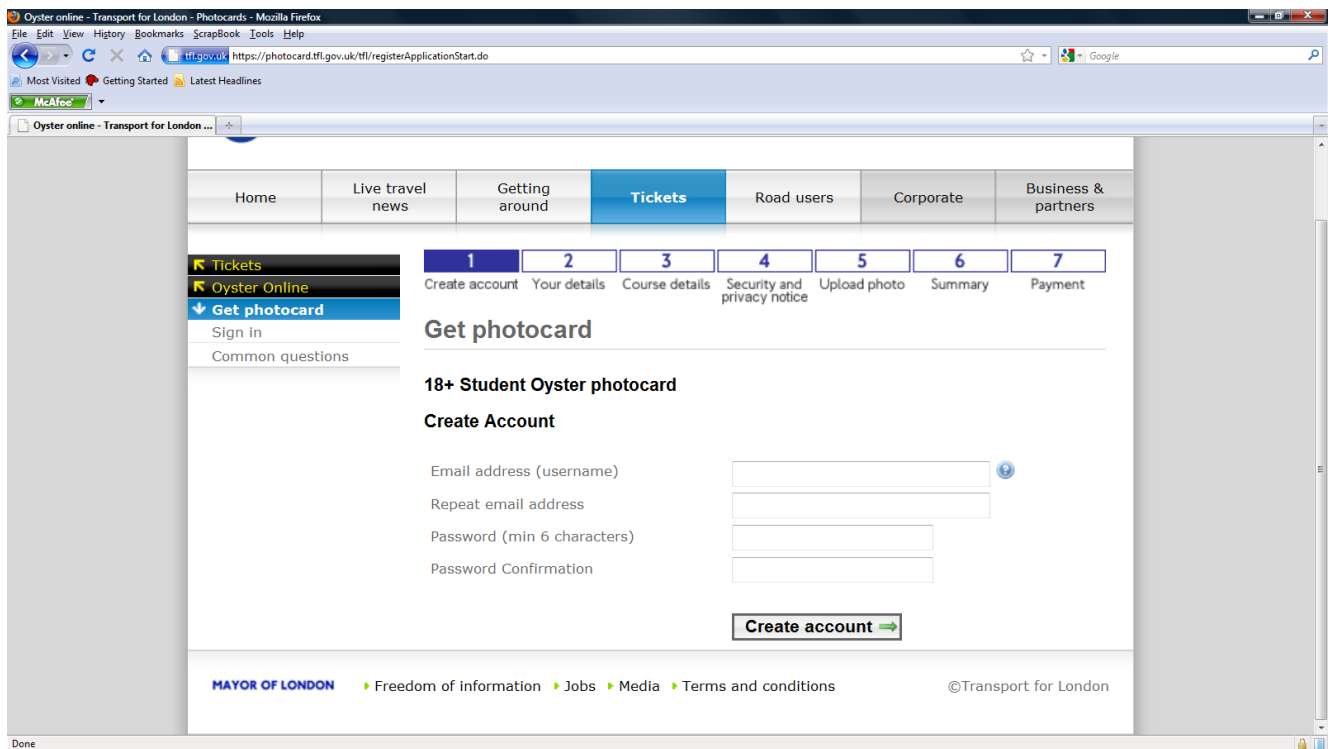 Oyster online - Transport for London - Photocards - Mozilla Firefox
File Edit View History Bookmarks ScrapBook Tools Help
tfl.gov.uk https://photocard.tfl.gov.uk/tfl/registerApplicationStart.do Google
Most Visited Getting Started Latest Headlines
McAfee
Oyster online - Transport for London ...
Home Live travel news Getting around Tickets Road users Corporate Business & partners
Tickets
Oyster Online
Get photocard
Sign in
Common questions
1 2 3 4 5 6 7
Create account Your details Course details Security and privacy notice Upload photo Summary Payment
Get photocard
18+ Student Oyster photocard
Create Account
Email address (username)
Repeat email address
Password (min 6 characters)
Password Confirmation
Create account
MAYOR OF LONDON Freedom of information Jobs Media Terms and conditions ©Transport for London
Done